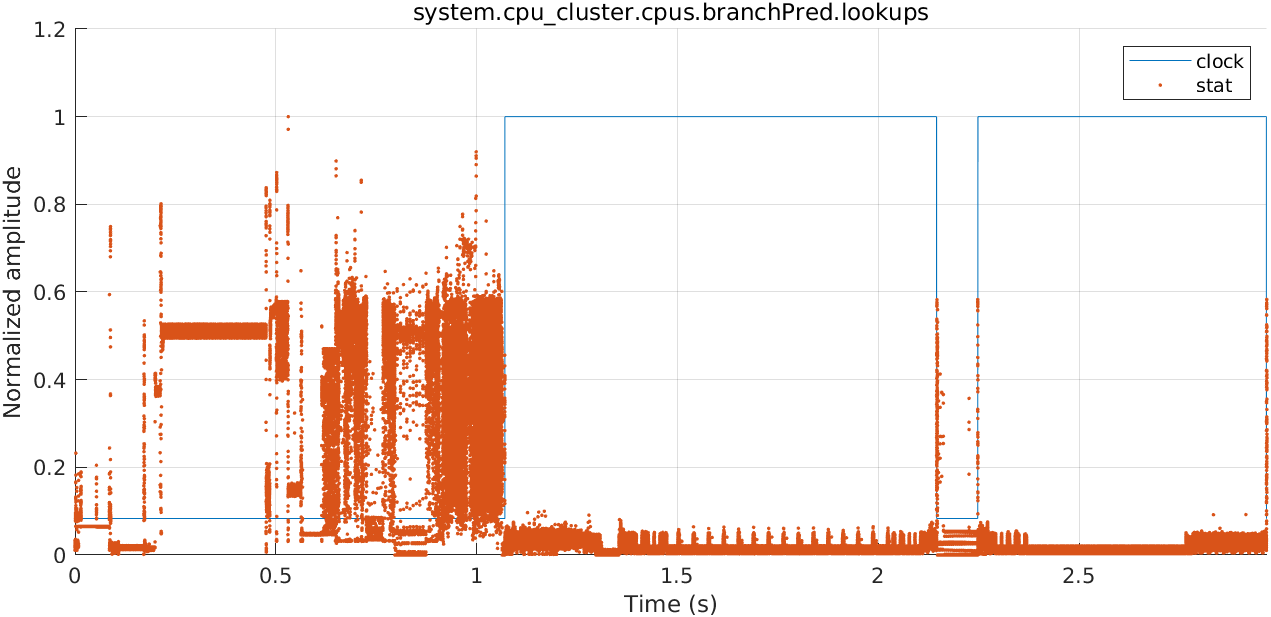 system.cpu_cluster.cpus.branchPred.lookups
1.2
1
0.8
0.6
0.4
0.2
0
Normalized amplitude
clock
stat
0
0.5
1
1.5
2
2.5
Time (s)